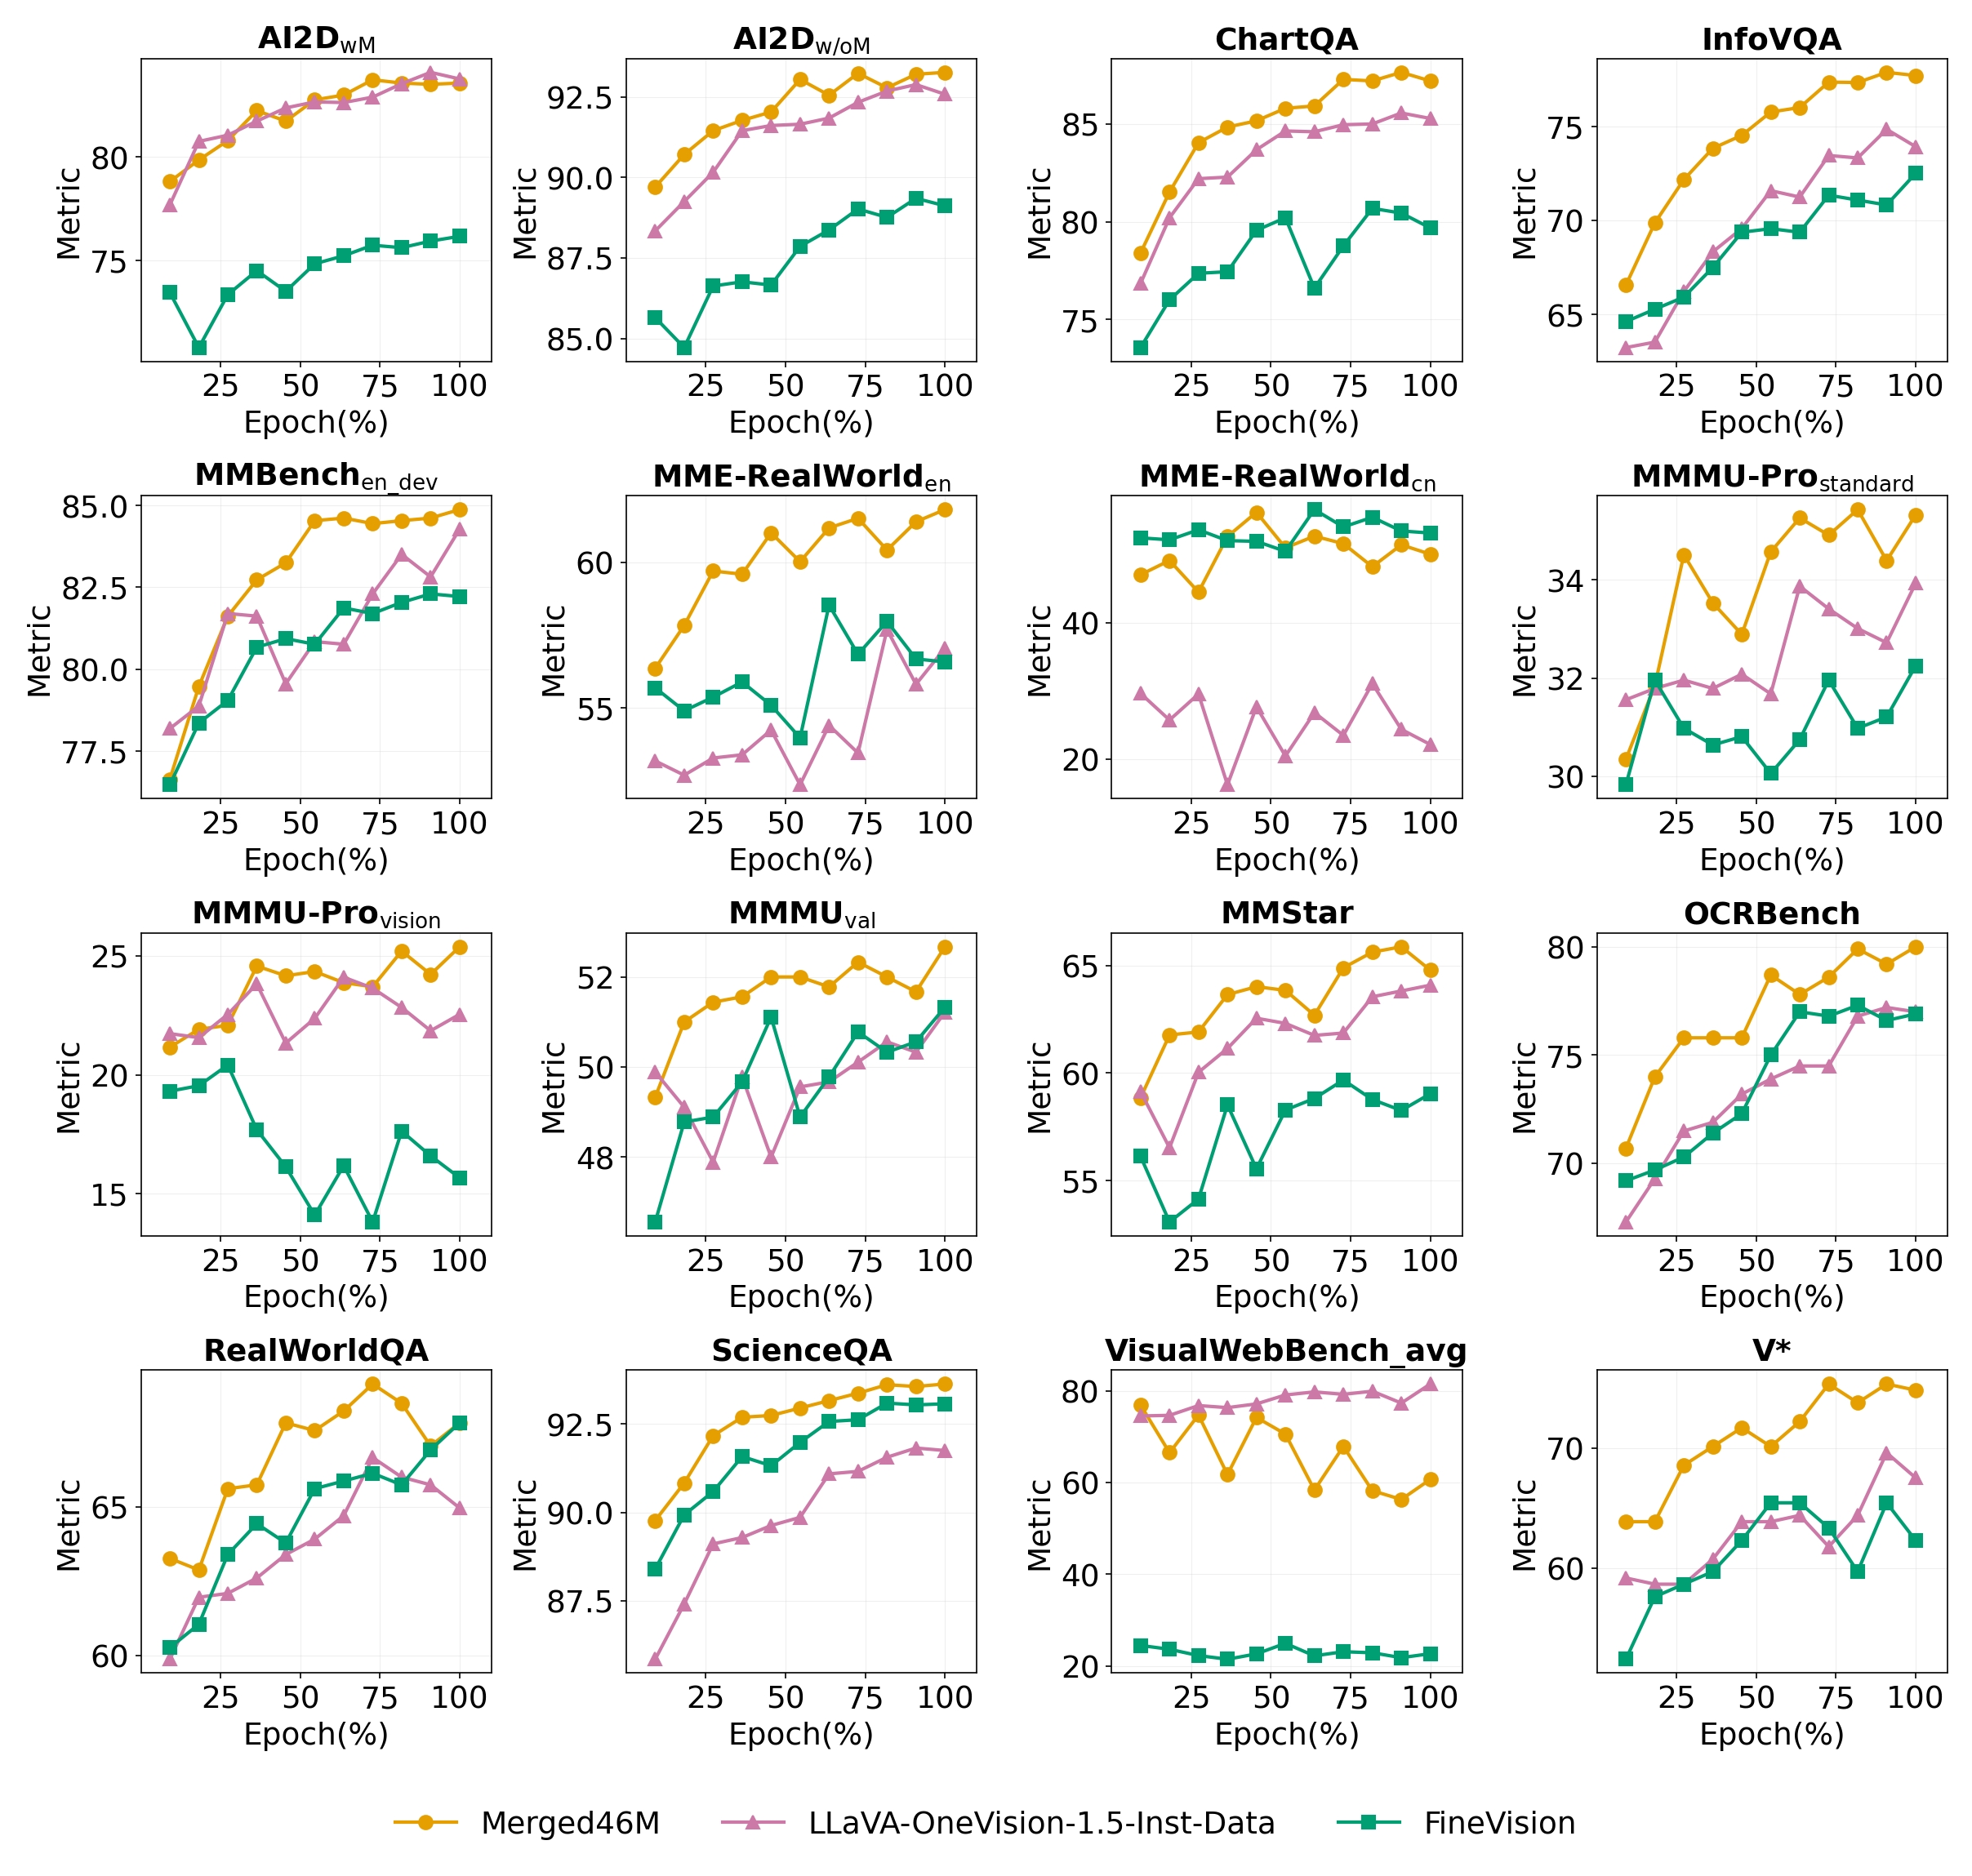 AI2DwM
AI2Dw/oM
ChartQA
InfoVQA
80
75
Metric
25 50 75 100
Epoch(%)
92.5
90.0
87.5
85.0
Metric
25 50 75 100
Epoch(%)
85
80
75
Metric
25 50 75 100
Epoch(%)
75
70
65
Metric
25 50 75 100
Epoch(%)
MMBenchen_dev
MME-RealWorlden
MME-RealWorldcn
MMMU-Prostandard
85.0
82.5
80.0
77.5
Metric
25 50 75 100
Epoch(%)
60
55
Metric
25 50 75 100
Epoch(%)
40
20
Metric
25 50 75 100
Epoch(%)
34
32
30
Metric
25 50 75 100
Epoch(%)
MMMU-Provision
MMMUval
MMStar
OCRBench
25
20
15
Metric
25 50 75 100
Epoch(%)
52
50
48
Metric
25 50 75 100
Epoch(%)
65
60
55
Metric
25 50 75 100
Epoch(%)
80
75
70
Metric
25 50 75 100
Epoch(%)
RealWorldQA
ScienceQA
VisualWebBench_avg
V*
65
60
Metric
25 50 75 100
Epoch(%)
92.5
90.0
87.5
Metric
25 50 75 100
Epoch(%)
80
60
40
20
Metric
25 50 75 100
Epoch(%)
70
60
Metric
25 50 75 100
Epoch(%)
Merged46M
LLaVA-OneVision-1.5-Inst-Data
FineVision